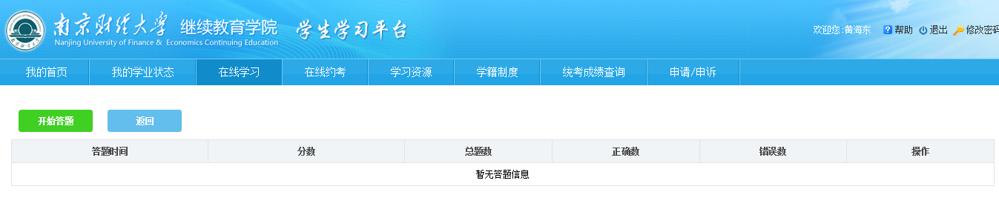 南京财经大学 继续教育学院 学生学习平台
Nanjing University of Finance & Economics Continuing Education
欢迎您:黄海东 帮助 退出 修改密码
我的首页 我的学业状态 在线学习 在线约考 学习资源 学籍制度 统考成绩查询 申请/申诉
开始答题 返回
答题时间 分数 总题数 正确数 错误数 操作
暂无答题信息